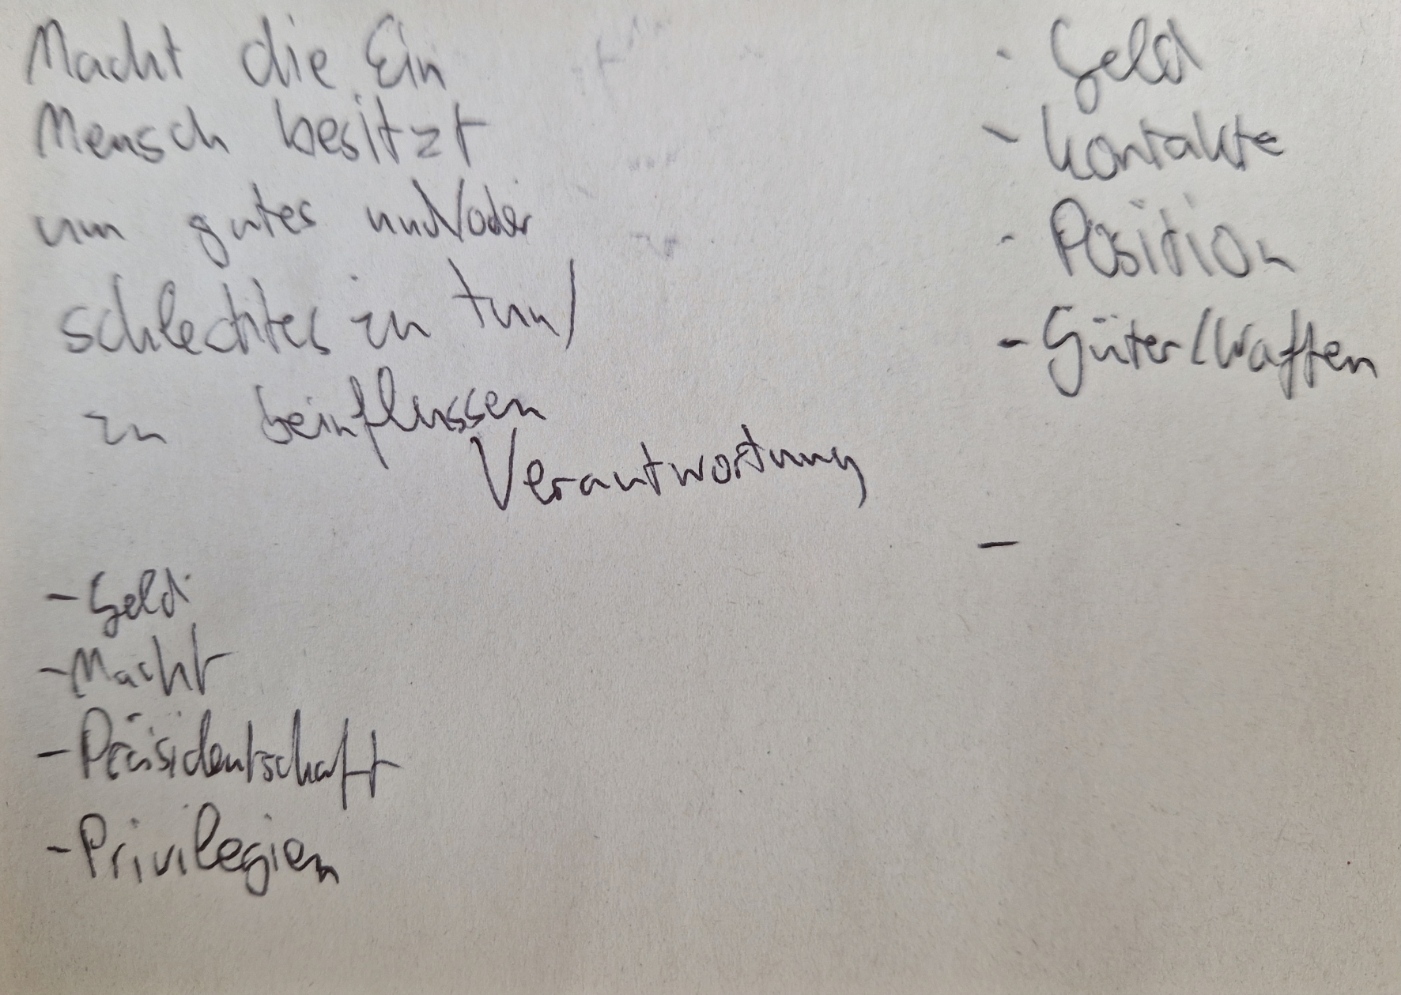 Macht die Ein
Mensch besitzt
um gutes und/oder
schlechtes zu tun/
zu beinflussen
Verantwortung
- Geld
- Macht
- Präsidentschaft
- Privilegien
- Geld
- Kontakte
- Position
- Güter/Waffen
-